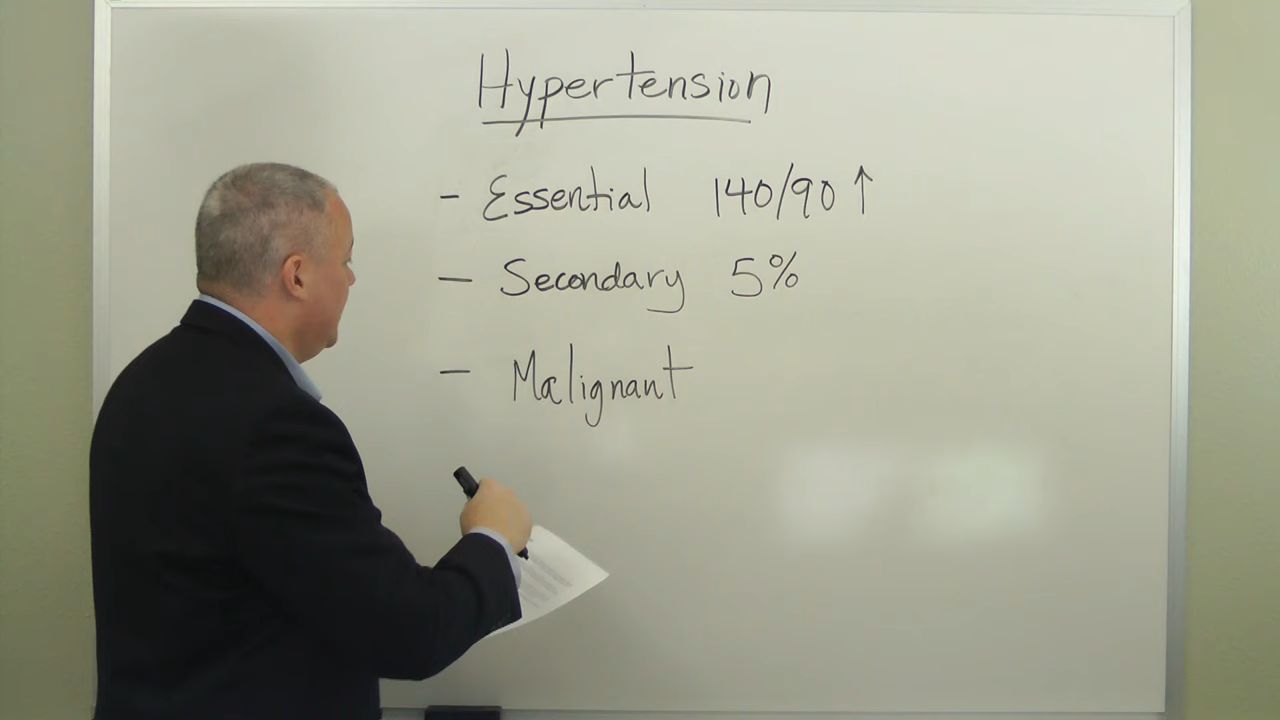 Hypertension
- Essential 140/90 ↑
- Secondary 5%
- Malignant